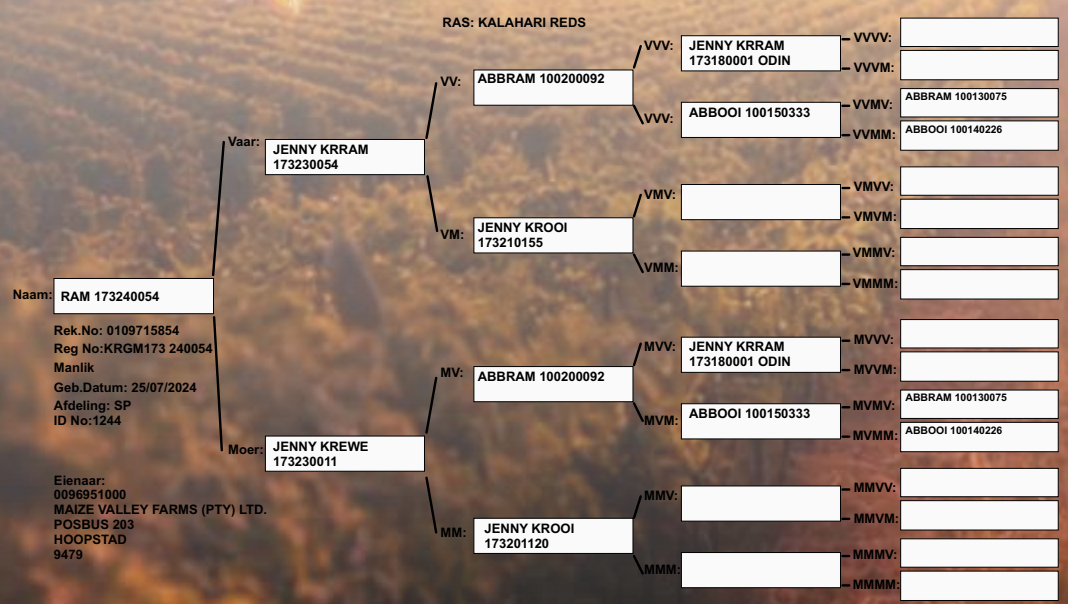 RAS: KALAHARI REDS
Naam:
RAM 173240054
Rek.No: 0109715854
Reg No:KRGM173 240054
Manlik
Geb.Datum: 25/07/2024
Afdeling: SP
ID No:1244
Eienaar:
0096951000
MAIZE VALLEY FARMS (PTY) LTD.
POSBUS 203
HOOPSTAD
9479
Vaar:
JENNY KRRAM
173230054
Moer:
JENNY KREWE
173230011
VV:
ABBRAM 100200092
VM:
JENNY KROOI
173210155
MV:
ABBRAM 100200092
MM:
JENNY KROOI
173201120
VVV:
JENNY KRRAM
173180001 ODIN
VVV:
ABBOOI 100150333
VMV:
VMM:
MVV:
JENNY KRRAM
173180001 ODIN
MVM:
ABBOOI 100150333
MMV:
MMM:
VVVV:
VVVM:
VVMV:
ABBRAM 100130075
VVMM:
ABBOOI 100140226
VMVV:
VMVM:
VMMV:
VMMM:
MVVV:
MVVM:
MVMV:
ABBRAM 100130075
MVMM:
ABBOOI 100140226
MMVV:
MMVM:
MMMV:
MMMM: